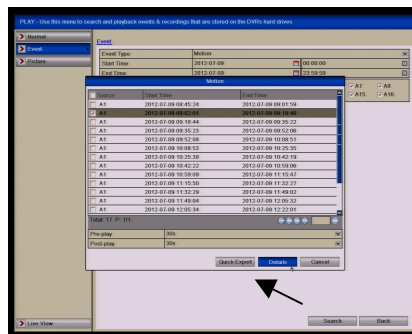 PLAY - Use this menu to search and playback events & recordings that are stored on the DVRs hard drives
Normal
Event
Picture
Event
Event Type Motion
Start Time 2012-07-09 00:00:00
End Time 2012-07-09 23:59:59
A7 A8
A15 A16
Motion
Source Start Time End Time
A1 2012-07-09 08:45:24 2012-07-09 09:01:59
A1 2012-07-09 09:02:01 2012-07-09 09:18:40
A1 2012-07-09 09:18:44 2012-07-09 09:35:22
A1 2012-07-09 09:35:23 2012-07-09 09:52:06
A1 2012-07-09 09:52:08 2012-07-09 10:08:51
A1 2012-07-09 10:08:53 2012-07-09 10:25:35
A1 2012-07-09 10:25:36 2012-07-09 10:42:19
A1 2012-07-09 10:42:22 2012-07-09 10:59:06
A1 2012-07-09 10:58:09 2012-07-09 11:15:47
A1 2012-07-09 11:15:50 2012-07-09 11:32:27
A1 2012-07-09 11:32:29 2012-07-09 11:49:02
A1 2012-07-09 11:49:04 2012-07-09 12:05:32
A1 2012-07-09 12:05:34 2012-07-09 12:22:01
Total: 17 P: 1/1
Pre-play 30s
Post-play 30s
Quick Export Details Cancel
Live View
Search Back